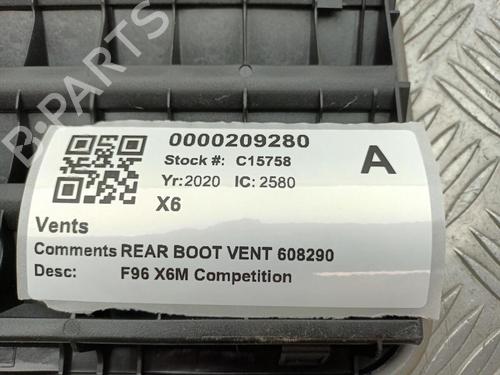 B-PARTS
0000209280
Stock #: C15758
A
Yr:2020 IC: 2580
X6
Vents
Comments REAR BOOT VENT 608290
Desc: F96 X6M Competition